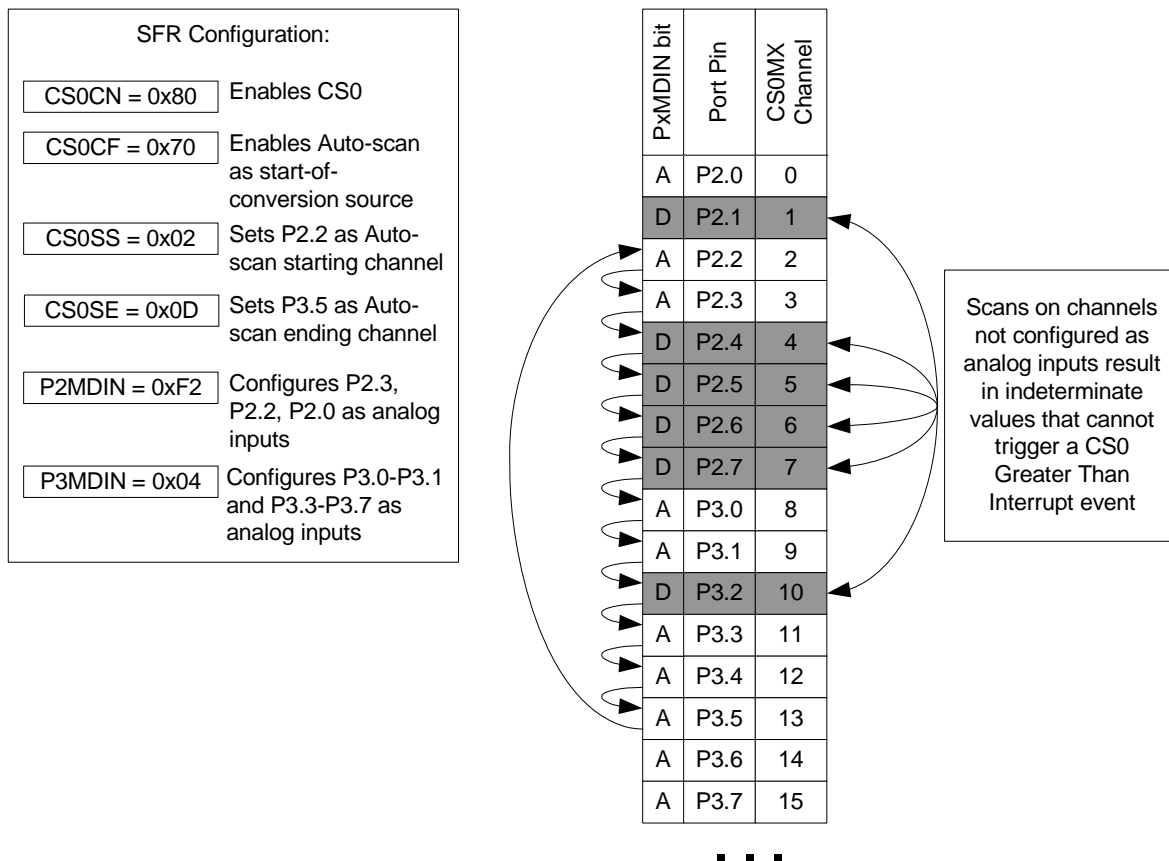 SFR Configuration:
CS0CN = 0x80
Enables CS0
CS0CF = 0x70
Enables Auto-scan
as start-of-
conversion source
CS0SS = 0x02
Sets P2.2 as Auto-
scan starting channel
CS0SE = 0x0D
Sets P3.5 as Auto-
scan ending channel
P2MDIN = 0xF2
Configures P2.3,
P2.2, P2.0 as analog
inputs
P3MDIN = 0x04
Configures P3.0-P3.1
and P3.3-P3.7 as
analog inputs
PxMDIN bit Port Pin CS0MX Channel
A P2.0 0
D P2.1 1
A P2.2 2
A P2.3 3
D P2.4 4
D P2.5 5
D P2.6 6
D P2.7 7
A P3.0 8
A P3.1 9
D P3.2 10
A P3.3 11
A P3.4 12
A P3.5 13
A P3.6 14
A P3.7 15
...
Scans on channels
not configured as
analog inputs result
in indeterminate
values that cannot
trigger a CS0
Greater Than
Interrupt event